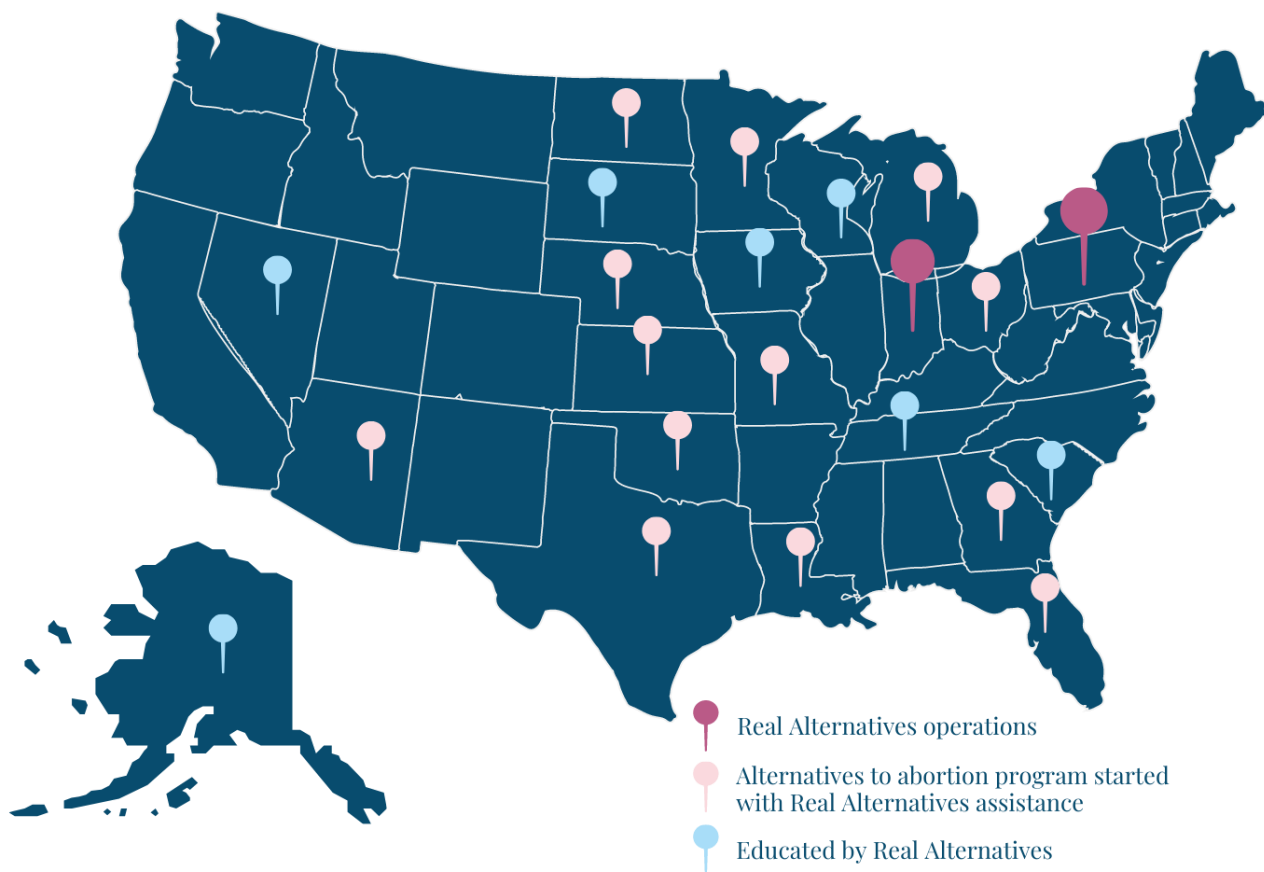 Real Alternatives operations
Alternatives to abortion program started
with Real Alternatives assistance
Educated by Real Alternatives